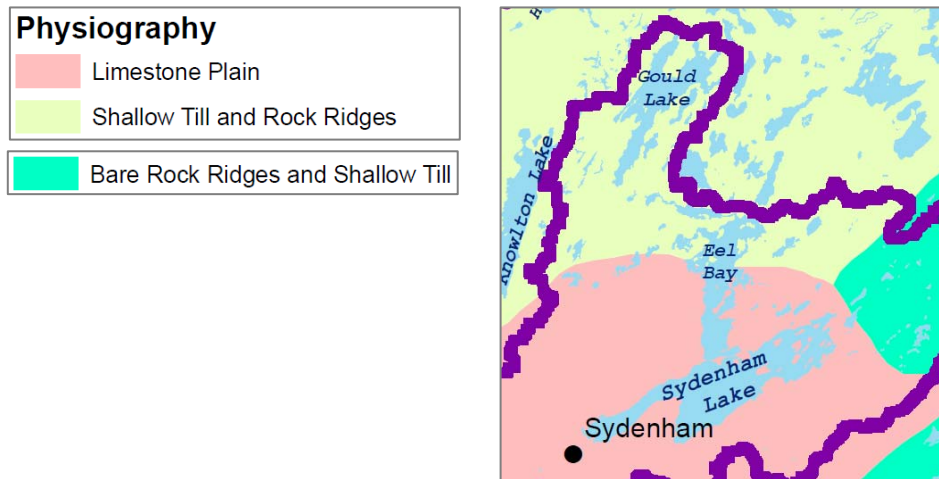 Physiography
Limestone Plain
Shallow Till and Rock Ridges
Bare Rock Ridges and Shallow Till
H
Gould
Lake
Knowlton Lake
Eel
Bay
Sydenham
Lake
Sydenham